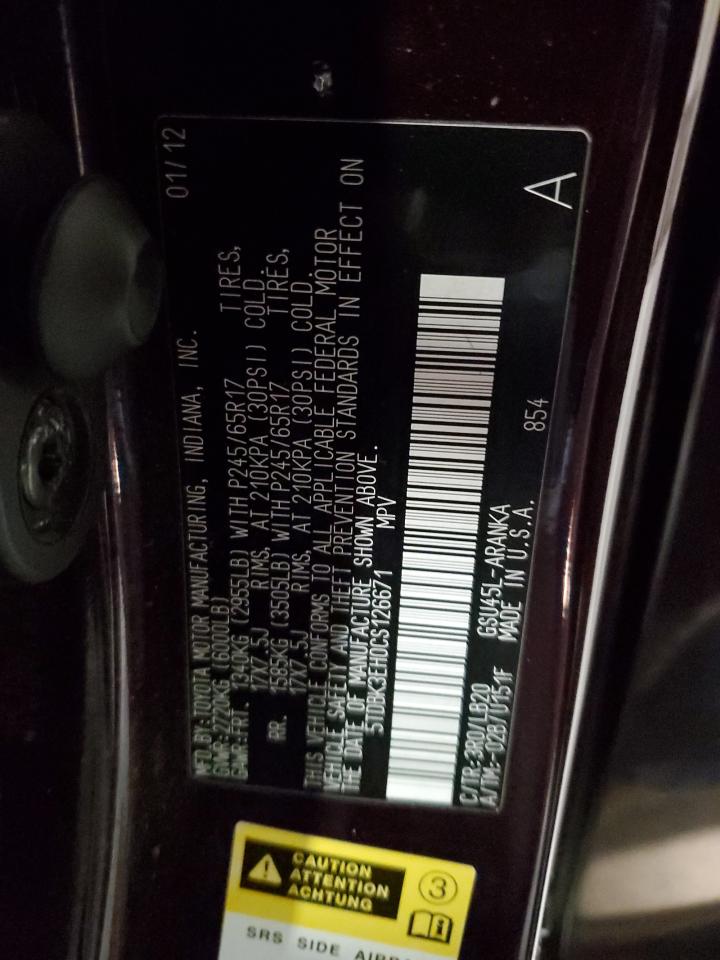 MFD. BY: TOYOTA MOTOR MANUFACTURING, INDIANA, INC. 01/12
GVWR: 2720KG (6000LB)
GAWR: FRT. 1340KG (2955LB) WITH P245/65R17 TIRES,
17X7.5J RIMS, AT 210KPA (30PSI) COLD.
RR. 1585KG (3505LB) WITH P245/65R17 TIRES,
17X7.5J RIMS, AT 210KPA (30PSI) COLD.
THIS VEHICLE CONFORMS TO ALL APPLICABLE FEDERAL MOTOR
VEHICLE SAFETY AND THEFT PREVENTION STANDARDS IN EFFECT ON
THE DATE OF MANUFACTURE SHOWN ABOVE.
5TDBK3EH0CS126671 MPV
C/TR: 3R0/LB20 GSU45L-ARANKA
A/TM: -02B/U151F MADE IN U.S.A. 854
A
CAUTION
ATTENTION
ACHTUNG
3
SRS SIDE